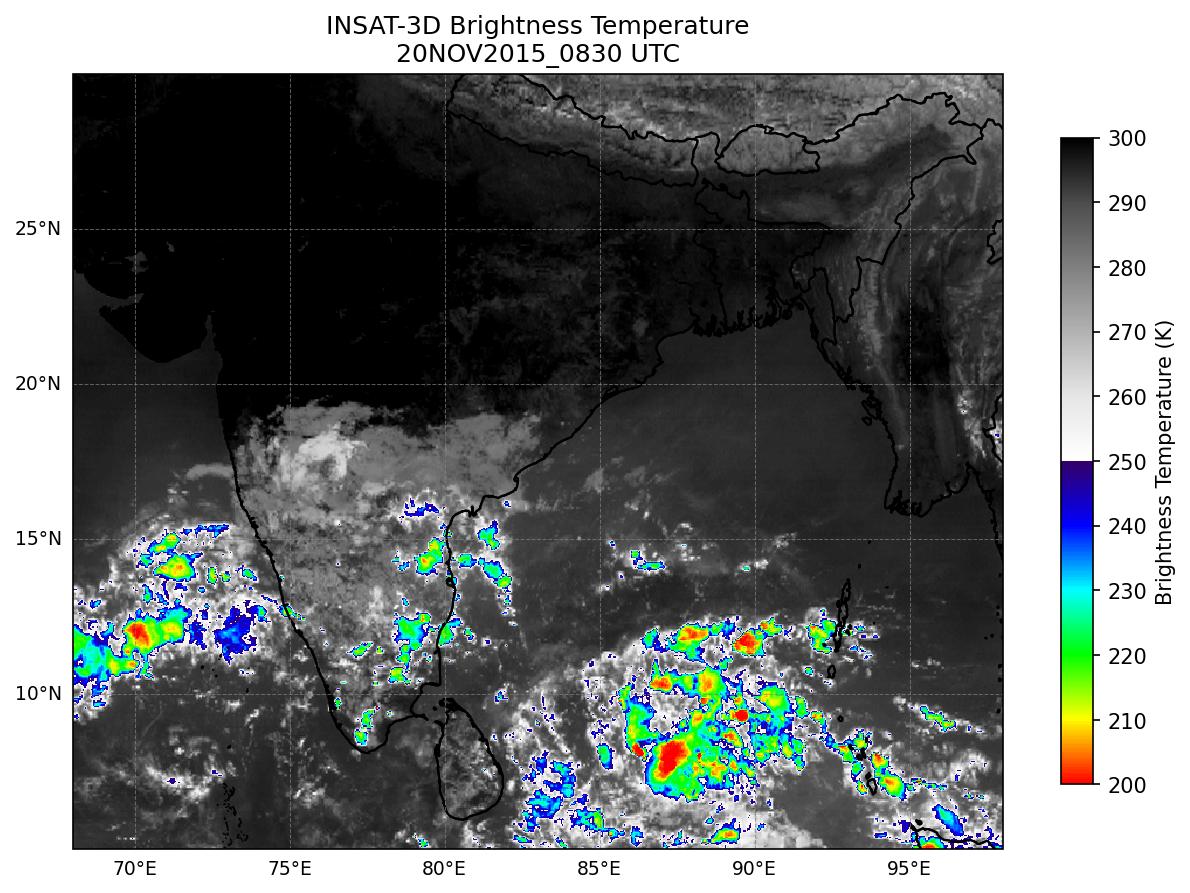 INSAT-3D Brightness Temperature
20NOV2015_0830 UTC
25°N
20°N
15°N
10°N
70°E
75°E
80°E
85°E
90°E
95°E
300
290
280
270
260
250
240
230
220
210
200
Brightness Temperature (K)